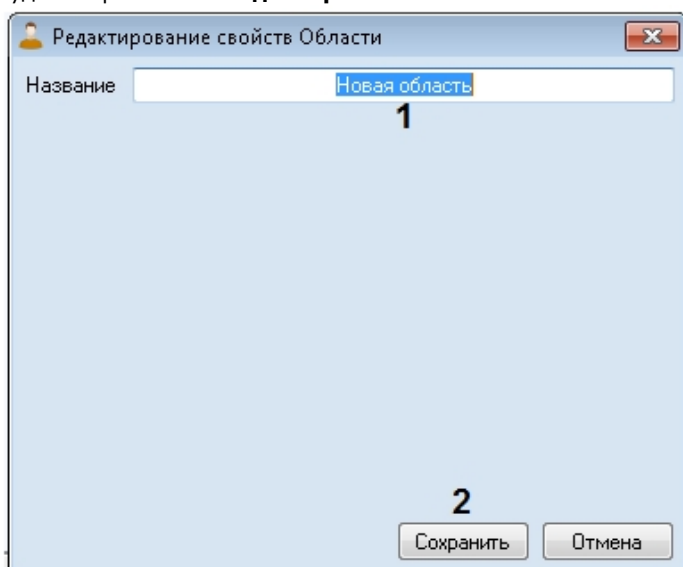 Редактирование свойств Области
Название Новая область
1
2
Сохранить Отмена